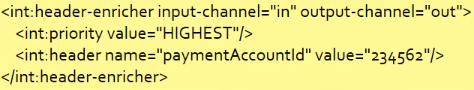 <int:header-enricher input-channel="in" output-channel="out">
<int:priority value="HIGHEST"/>
<int:header name="paymentAccountId" value="234562"/>
</int:header-enricher>